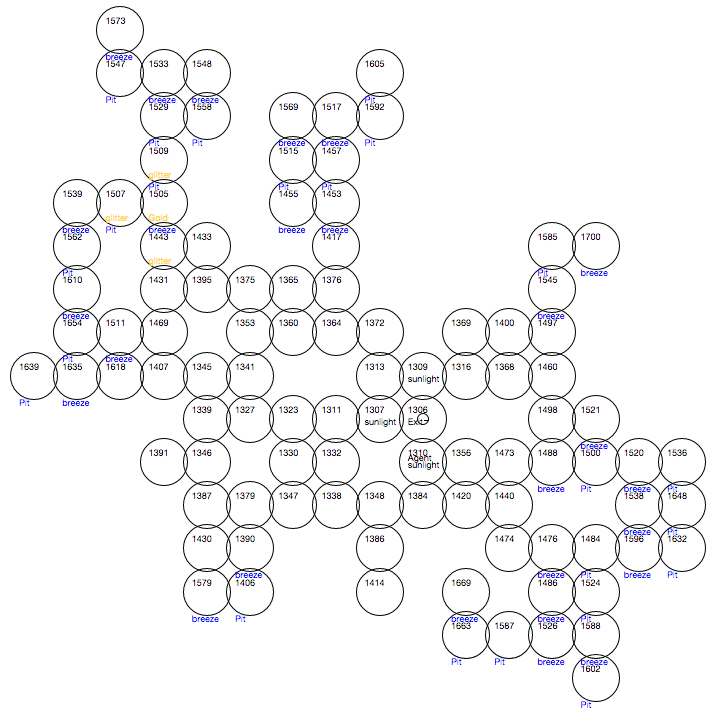 1573
breeze
1547 1533 1548 1605
Pit breeze breeze Pit
1529 1558 1569 1517 1592
Pit Pit breeze breeze Pit
1509 1515 1457
glitter
Pit Pit Pit
1539 1507 1505 1455 1453
glitter Gold
breeze Pit breeze breeze breeze
1562 1443 1433 1417 1585 1700
glitter
Pit Pit breeze
1610 1431 1395 1375 1365 1376 1545
breeze breeze
1654 1511 1469 1353 1360 1364 1372 1369 1400 1497
Pit breeze
1639 1635 1618 1407 1345 1341 1313 1309 1316 1368 1460
sunlight
Pit breeze
1339 1327 1323 1311 1307 1306 1498 1521
sunlight Exit
breeze
1391 1346 1330 1332 1310 1356 1473 1488 1500 1520 1536
Agent
sunlight
breeze Pit breeze Pit
1387 1379 1347 1338 1348 1384 1420 1440 1538 1648
breeze Pit
1430 1390 1386 1474 1476 1484 1596 1632
breeze breeze Pit breeze Pit
1579 1406 1414 1669 1486 1524
breeze Pit breeze breeze Pit
1663 1587 1526 1588
Pit Pit breeze breeze
1602
Pit